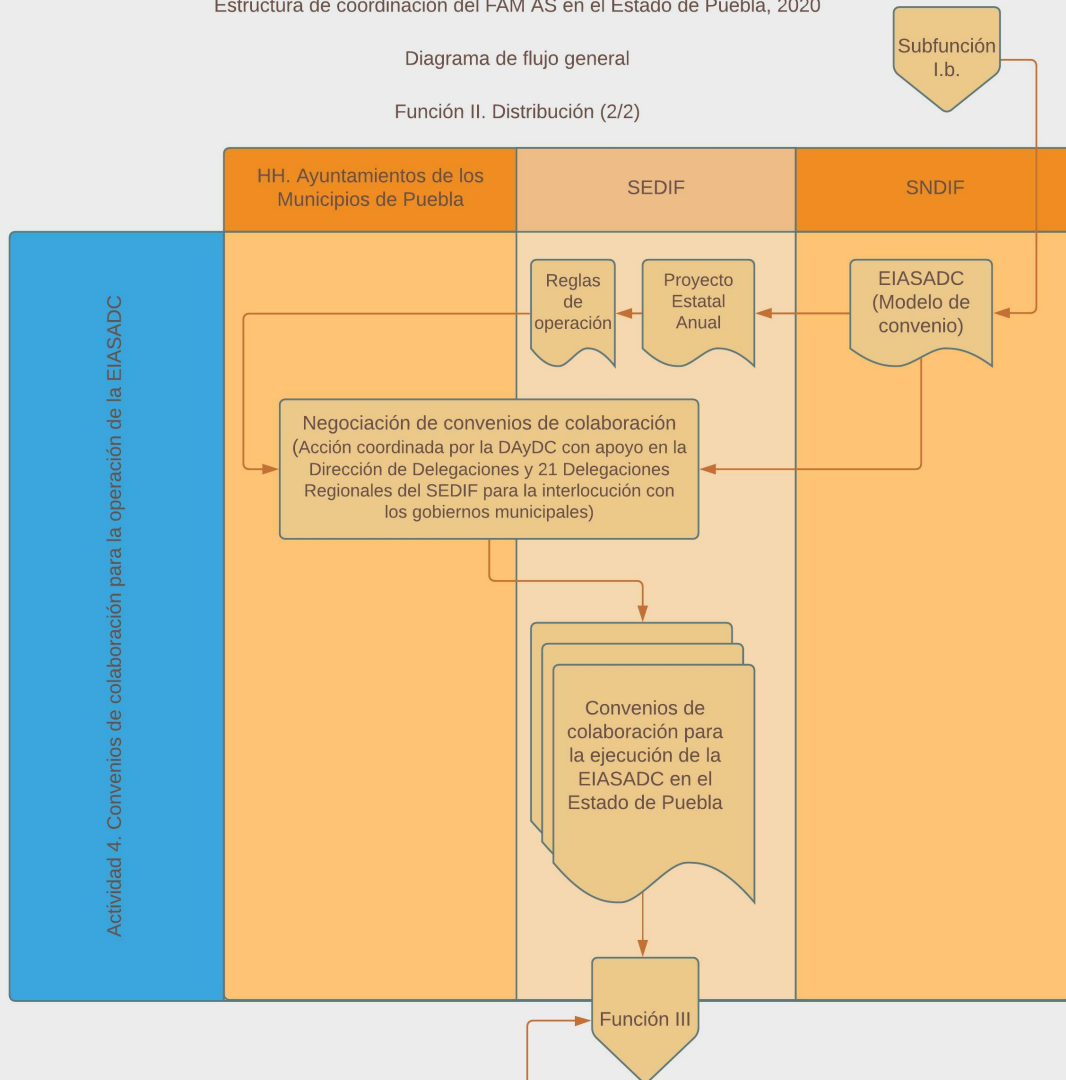 Estructura de coordinación del FAM AS en el Estado de Puebla, 2020
Diagrama de flujo general
Función II. Distribución (2/2)
Subfunción
I.b.
HH. Ayuntamientos de los
Municipios de Puebla
SEDIF
SNDIF
Actividad 4. Convenios de colaboración para la operación de la EIASADC
Reglas
de
operación
Proyecto
Estatal
Anual
EIASADC
(Modelo de
convenio)
Negociación de convenios de colaboración
(Acción coordinada por la DAyDC con apoyo en la
Dirección de Delegaciones y 21 Delegaciones
Regionales del SEDIF para la interlocución con
los gobiernos municipales)
Convenios de
colaboración para
la ejecución de la
EIASADC en el
Estado de Puebla
Función III